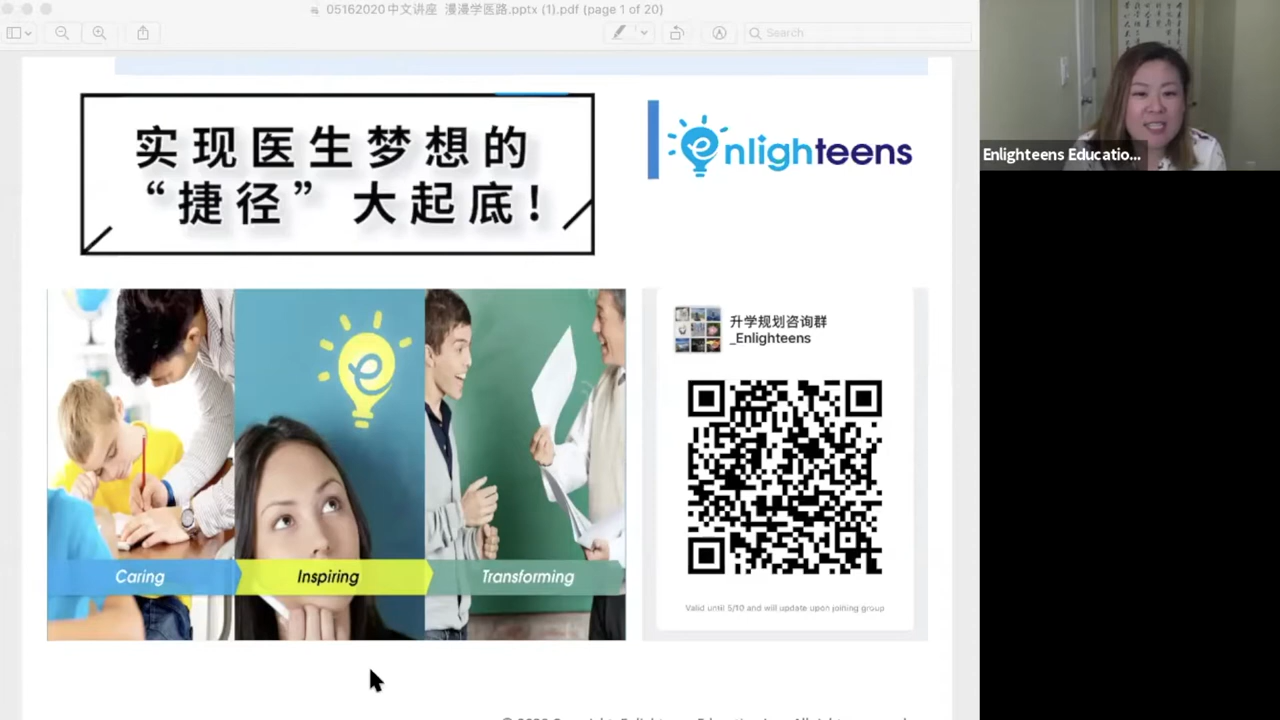 05162020中文讲座 漫漫学医路.pptx (1).pdf (page 1 of 20)
Search
实现医生梦想的
“捷径”大起底！
enlighteens
Enlighteens Educatio...
升学规划咨询群
_Enlighteens
Caring
Inspiring
Transforming
Valid until 5/10 and will update upon joining group